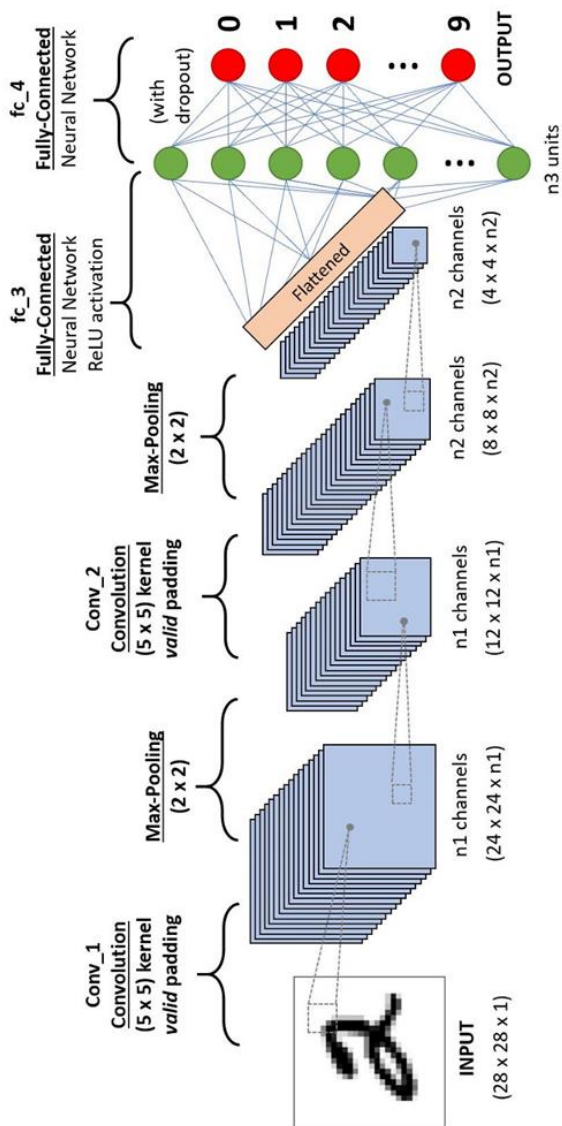 Conv_1
Convolution
(5 x 5) kernel
valid padding
Max-Pooling
(2 x 2)
Conv_2
Convolution
(5 x 5) kernel
valid padding
Max-Pooling
(2 x 2)
fc_3
Fully-Connected
Neural Network
ReLU activation
fc_4
Fully-Connected
Neural Network
(with
dropout)
Flattened
0
1
2
...
9
OUTPUT
...
n3 units
INPUT
(28 x 28 x 1)
n1 channels
(24 x 24 x n1)
n1 channels
(12 x 12 x n1)
n2 channels
(8 x 8 x n2)
n2 channels
(4 x 4 x n2)